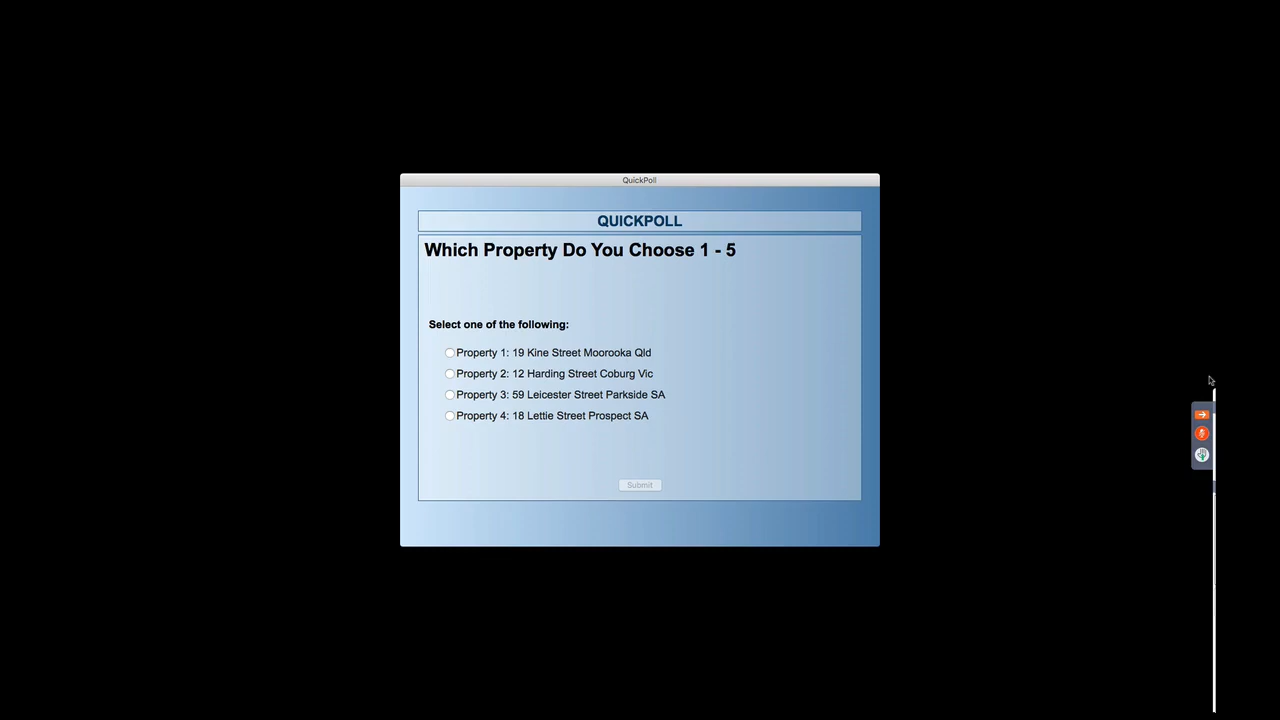 QuickPoll
QUICKPOLL
Which Property Do You Choose 1 - 5
Select one of the following:
Property 1: 19 Kine Street Moorooka Qld
Property 2: 12 Harding Street Coburg Vic
Property 3: 59 Leicester Street Parkside SA
Property 4: 18 Lettie Street Prospect SA
Submit